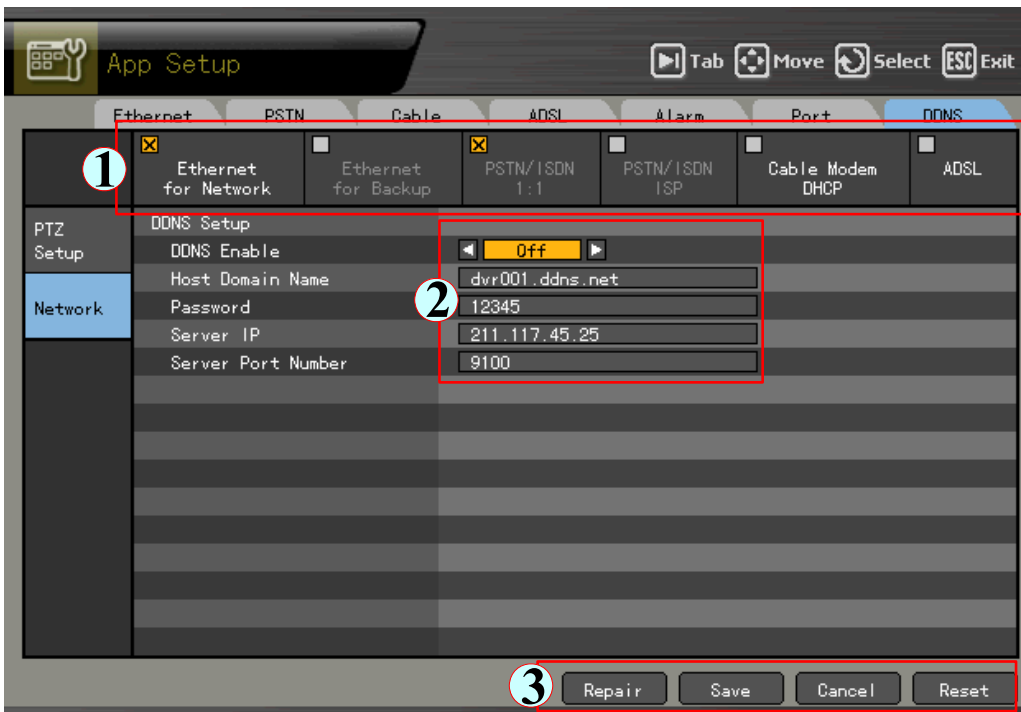 App Setup
Tab Move Select ESC Exit
Ethernet PSTN Cable ADSL Alarm Port DDNS
1
Ethernet for Network
Ethernet for Backup
PSTN/ISDN 1:1
PSTN/ISDN ISP
Cable Modem DHCP
ADSL
PTZ Setup
Network
DDNS Setup
DDNS Enable Off
2
Host Domain Name dvr001.ddns.net
Password 12345
Server IP 211.117.45.25
Server Port Number 9100
3
Repair Save Cancel Reset